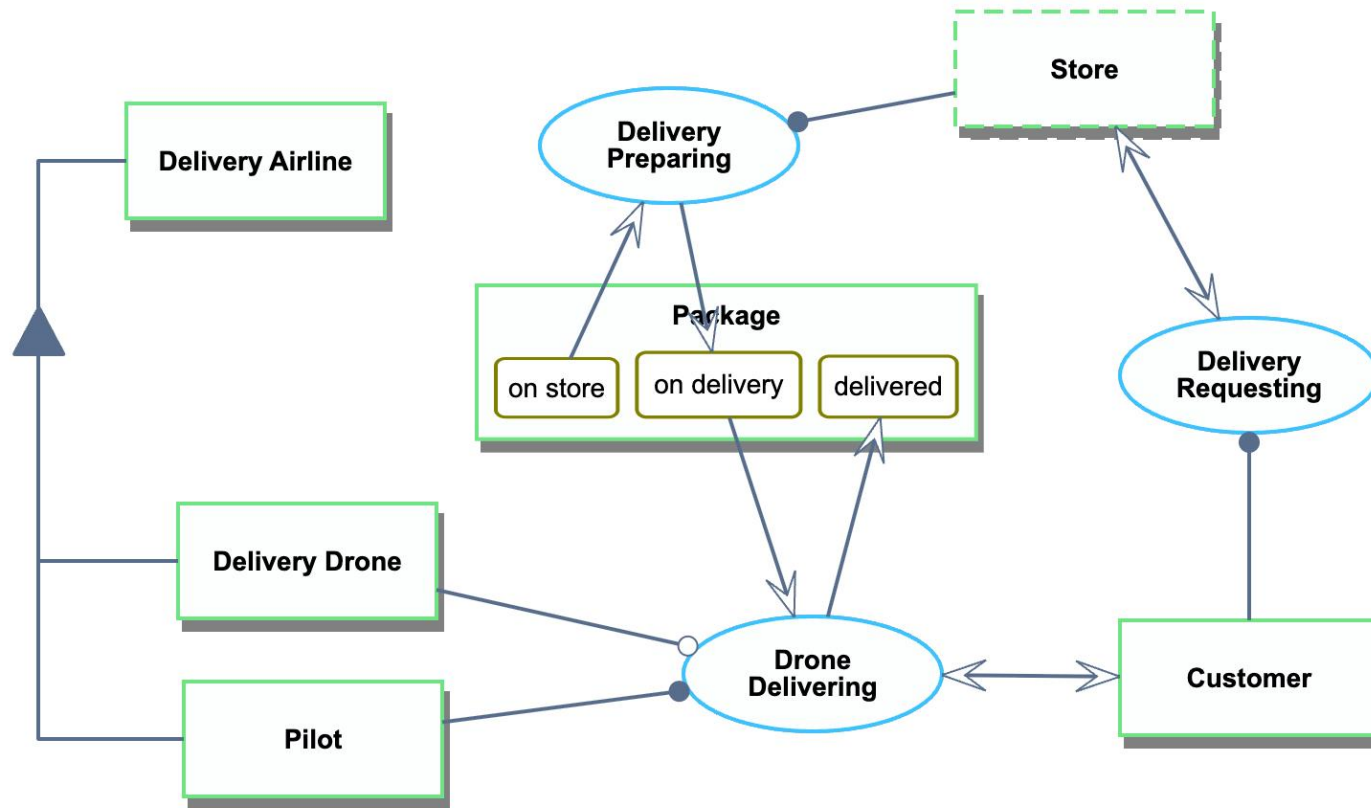 Store
Delivery
Preparing
Delivery Airline
Package
on store
on delivery
delivered
Delivery
Requesting
Delivery Drone
Drone
Delivering
Customer
Pilot